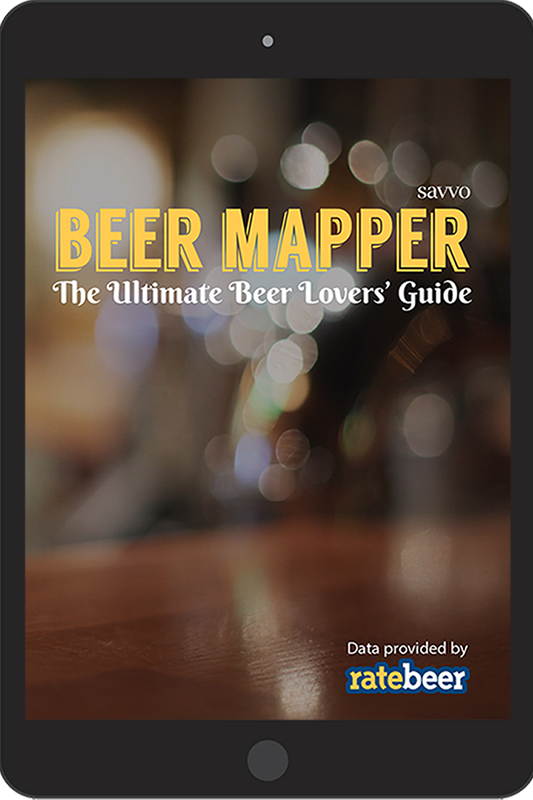 savvo
BEER MAPPER
The Ultimate Beer Lovers' Guide
Data provided by
ratebeer